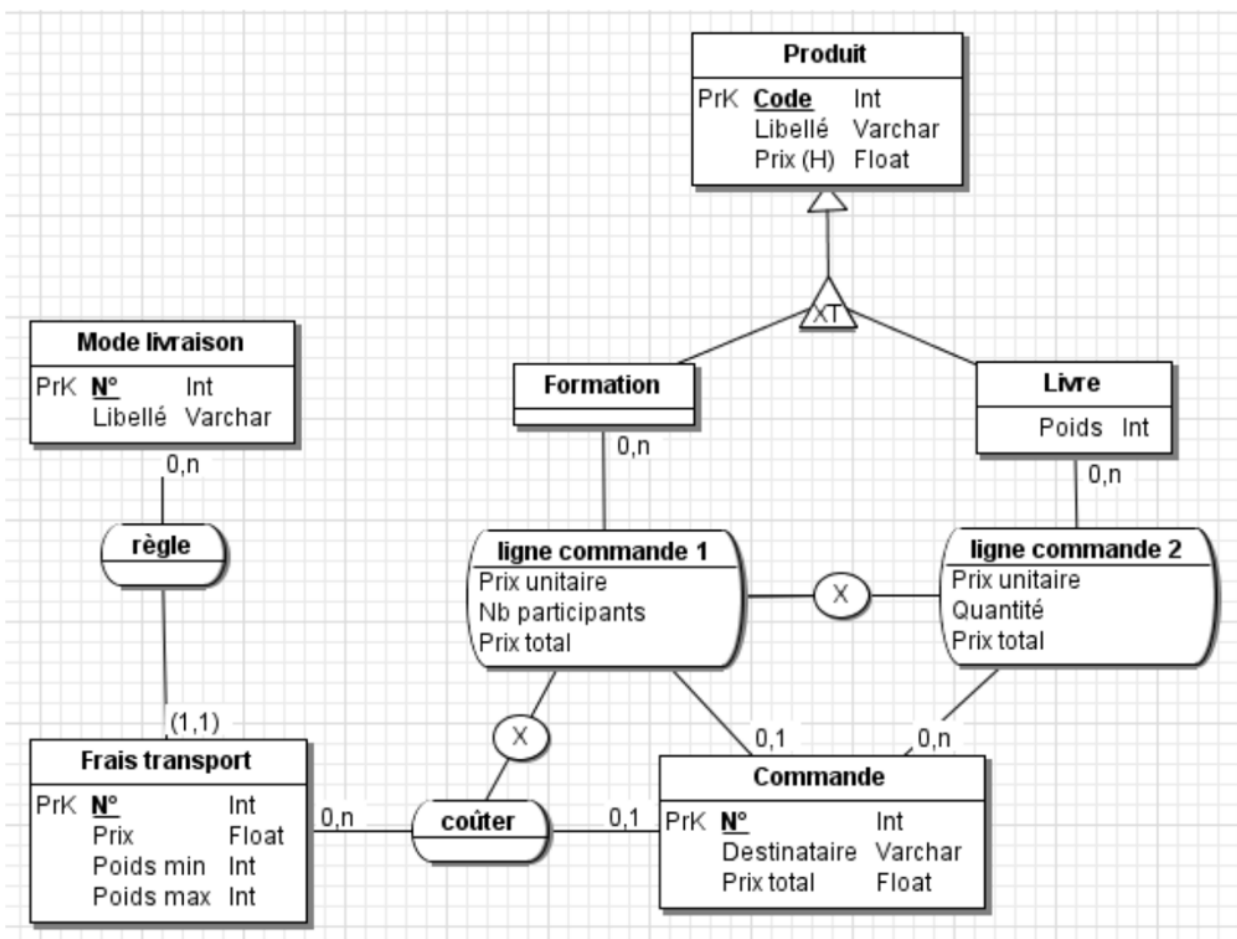 Produit
PrK Code Int
Libellé Varchar
Prix (H) Float
XT
Mode livraison
PrK N° Int
Libellé Varchar
0,n
règle
(1,1)
Formation
0,n
Livre
Poids Int
0,n
ligne commande 1
Prix unitaire
Nb participants
Prix total
X
ligne commande 2
Prix unitaire
Quantité
Prix total
X
0,1
0,n
Frais transport
PrK N° Int
Prix Float
Poids min Int
Poids max Int
0,n
coûter
0,1
Commande
PrK N° Int
Destinataire Varchar
Prix total Float